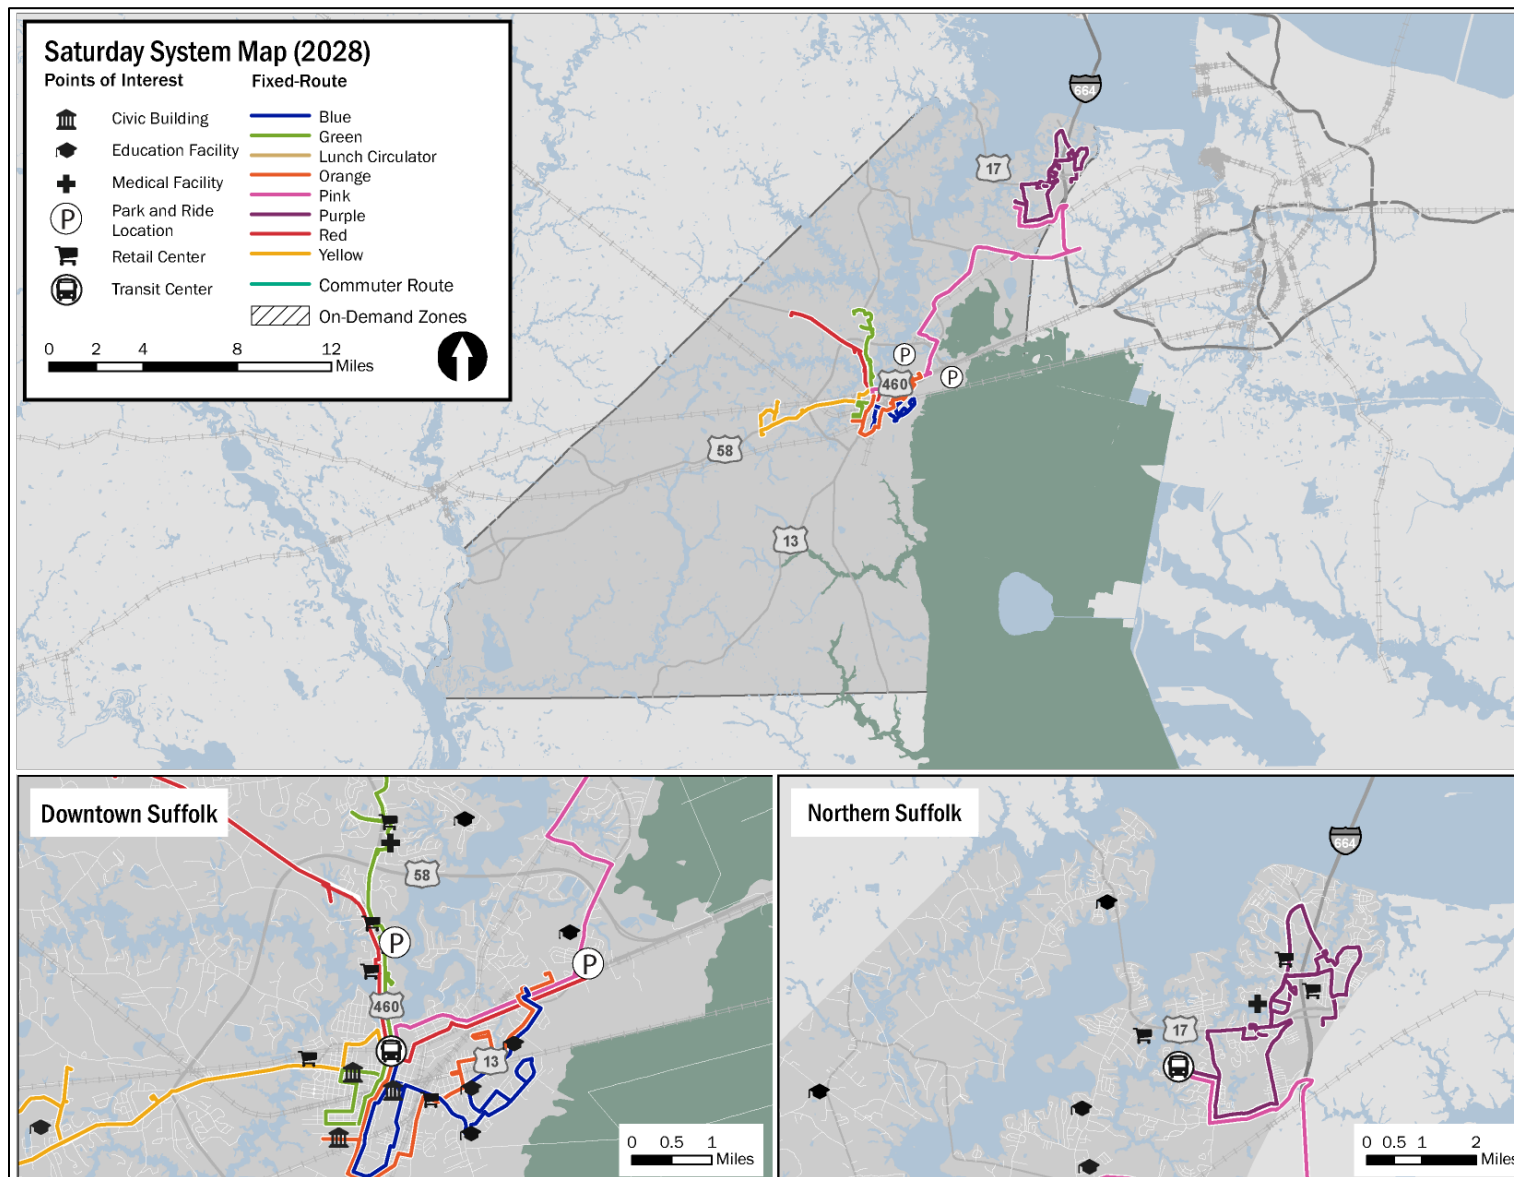 Saturday System Map (2028)
Points of Interest
Fixed-Route
Civic Building
Education Facility
Medical Facility
P
Park and Ride
Location
Retail Center
Transit Center
Blue
Green
Lunch Circulator
Orange
Pink
Purple
Red
Yellow
Commuter Route
On-Demand Zones
0 2 4 8 12
Miles
664
17
P
460
P
58
13
Downtown Suffolk
58
P
P
460
13
0 0.5 1
Miles
Northern Suffolk
664
17
0 0.5 1 2
Miles